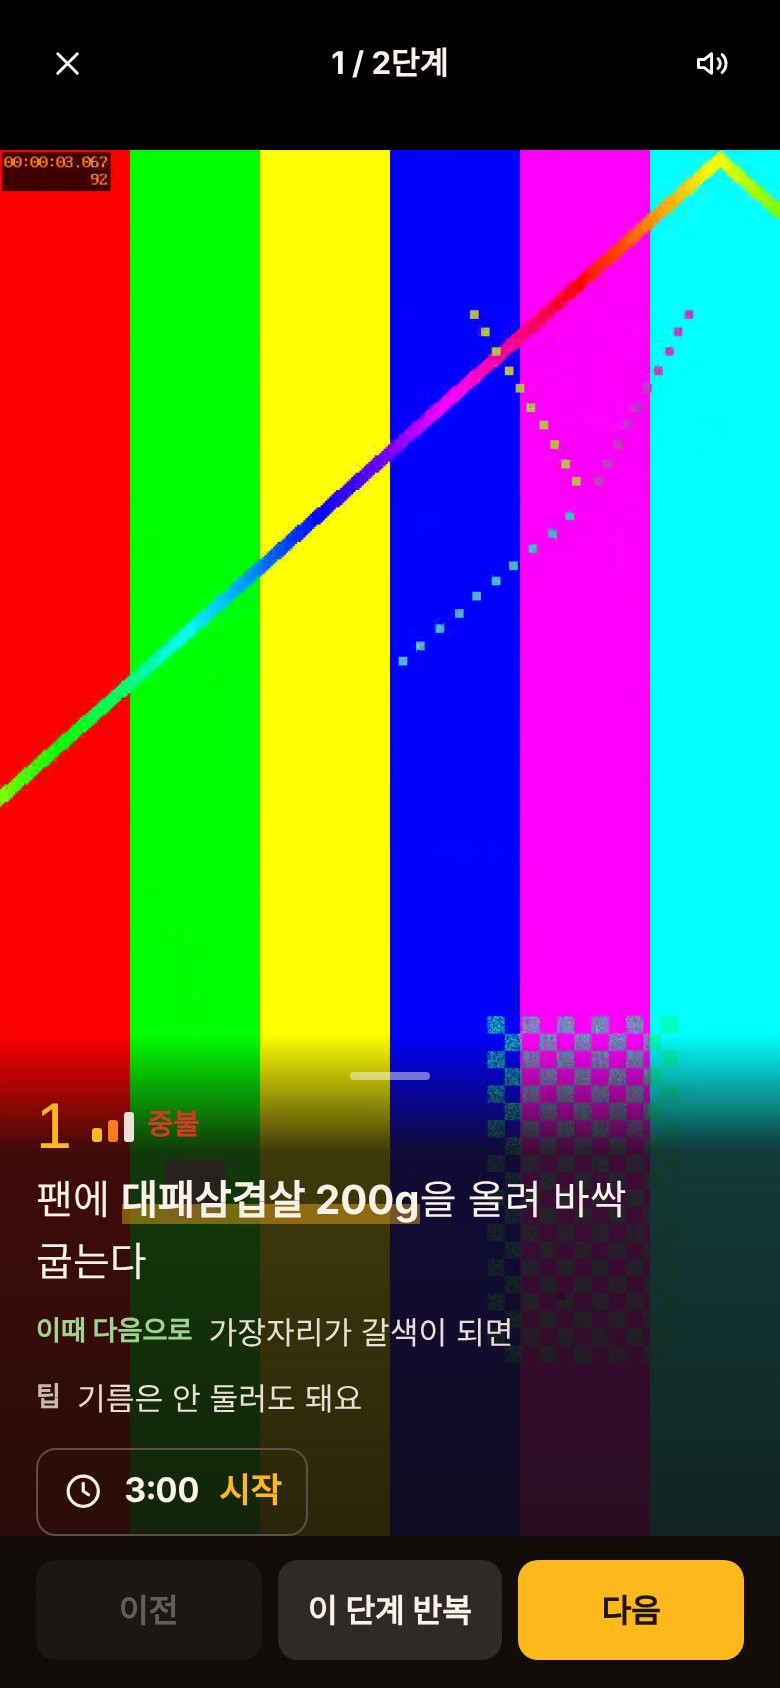 1 / 2단계
00:00:03.067
92
1 중불
팬에 대패삼겹살 200g을 올려 바싹
굽는다
이때 다음으로 가장자리가 갈색이 되면
팁 기름은 안 둘러도 돼요
3:00 시작
이전 이 단계 반복 다음